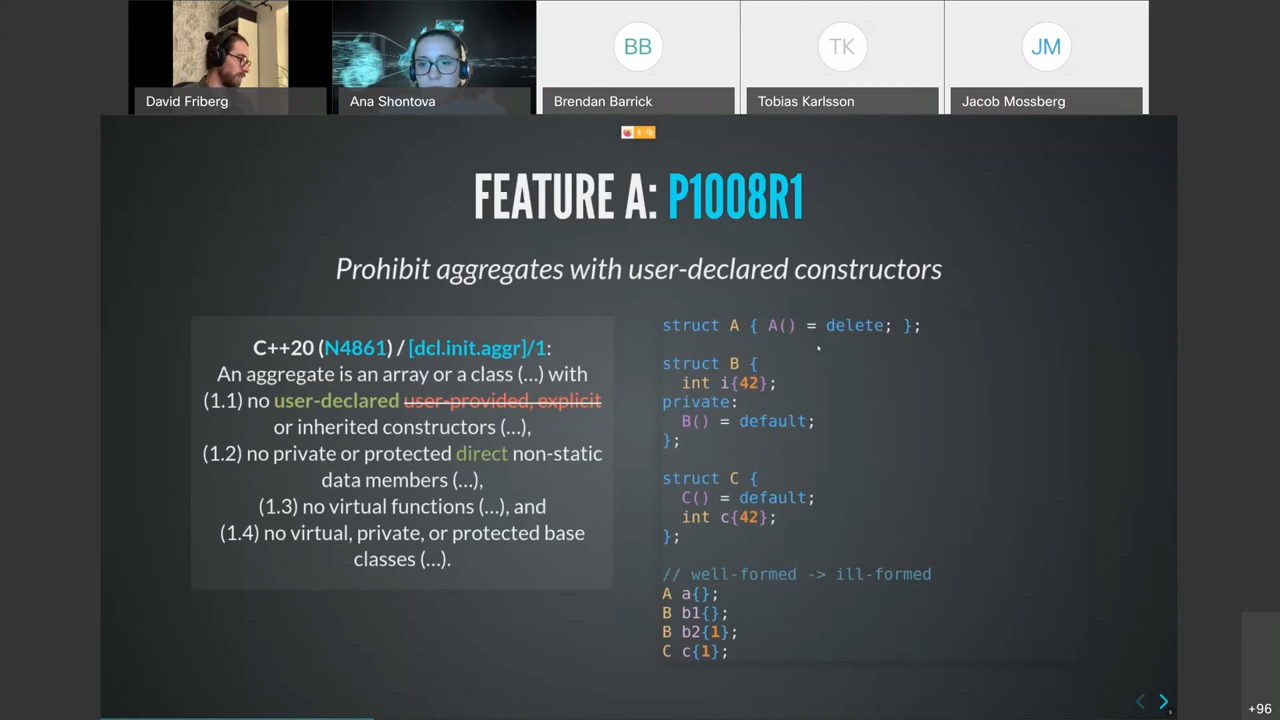 BB
TK
JM
David Friberg
Ana Shontova
Brendan Barrick
Tobias Karlsson
Jacob Mossberg
FEATURE A: P1008R1
Prohibit aggregates with user-declared constructors
C++20 (N4861) / [dcl.init.aggr]/1:
An aggregate is an array or a class (…) with
(1.1) no user-declared user-provided, explicit
or inherited constructors (…),
(1.2) no private or protected direct non-static
data members (…),
(1.3) no virtual functions (…), and
(1.4) no virtual, private, or protected base
classes (…).
struct A { A() = delete; };
struct B {
int i{42};
private:
B() = default;
};
struct C {
C() = default;
int c{42};
};
// well-formed -> ill-formed
A a{};
B b1{};
B b2{1};
C c{1};
+96